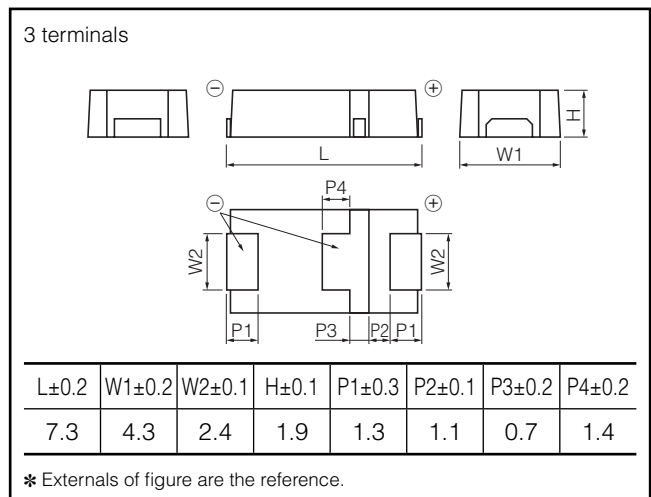 3 terminals
⊖ ⊕
L
W1
H
P4
⊖ ⊕
W2
W2
P1 P3 P2 P1
L±0.2 W1±0.2 W2±0.1 H±0.1 P1±0.3 P2±0.1 P3±0.2 P4±0.2
7.3 4.3 2.4 1.9 1.3 1.1 0.7 1.4
✻ Externals of figure are the reference.